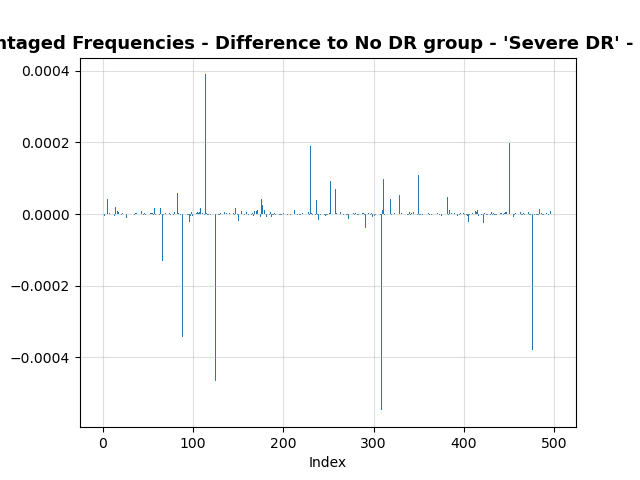 ntaged Frequencies - Difference to No DR group - 'Severe DR' -
0.0004
0.0002
0.0000
−0.0002
−0.0004
0 100 200 300 400 500
Index